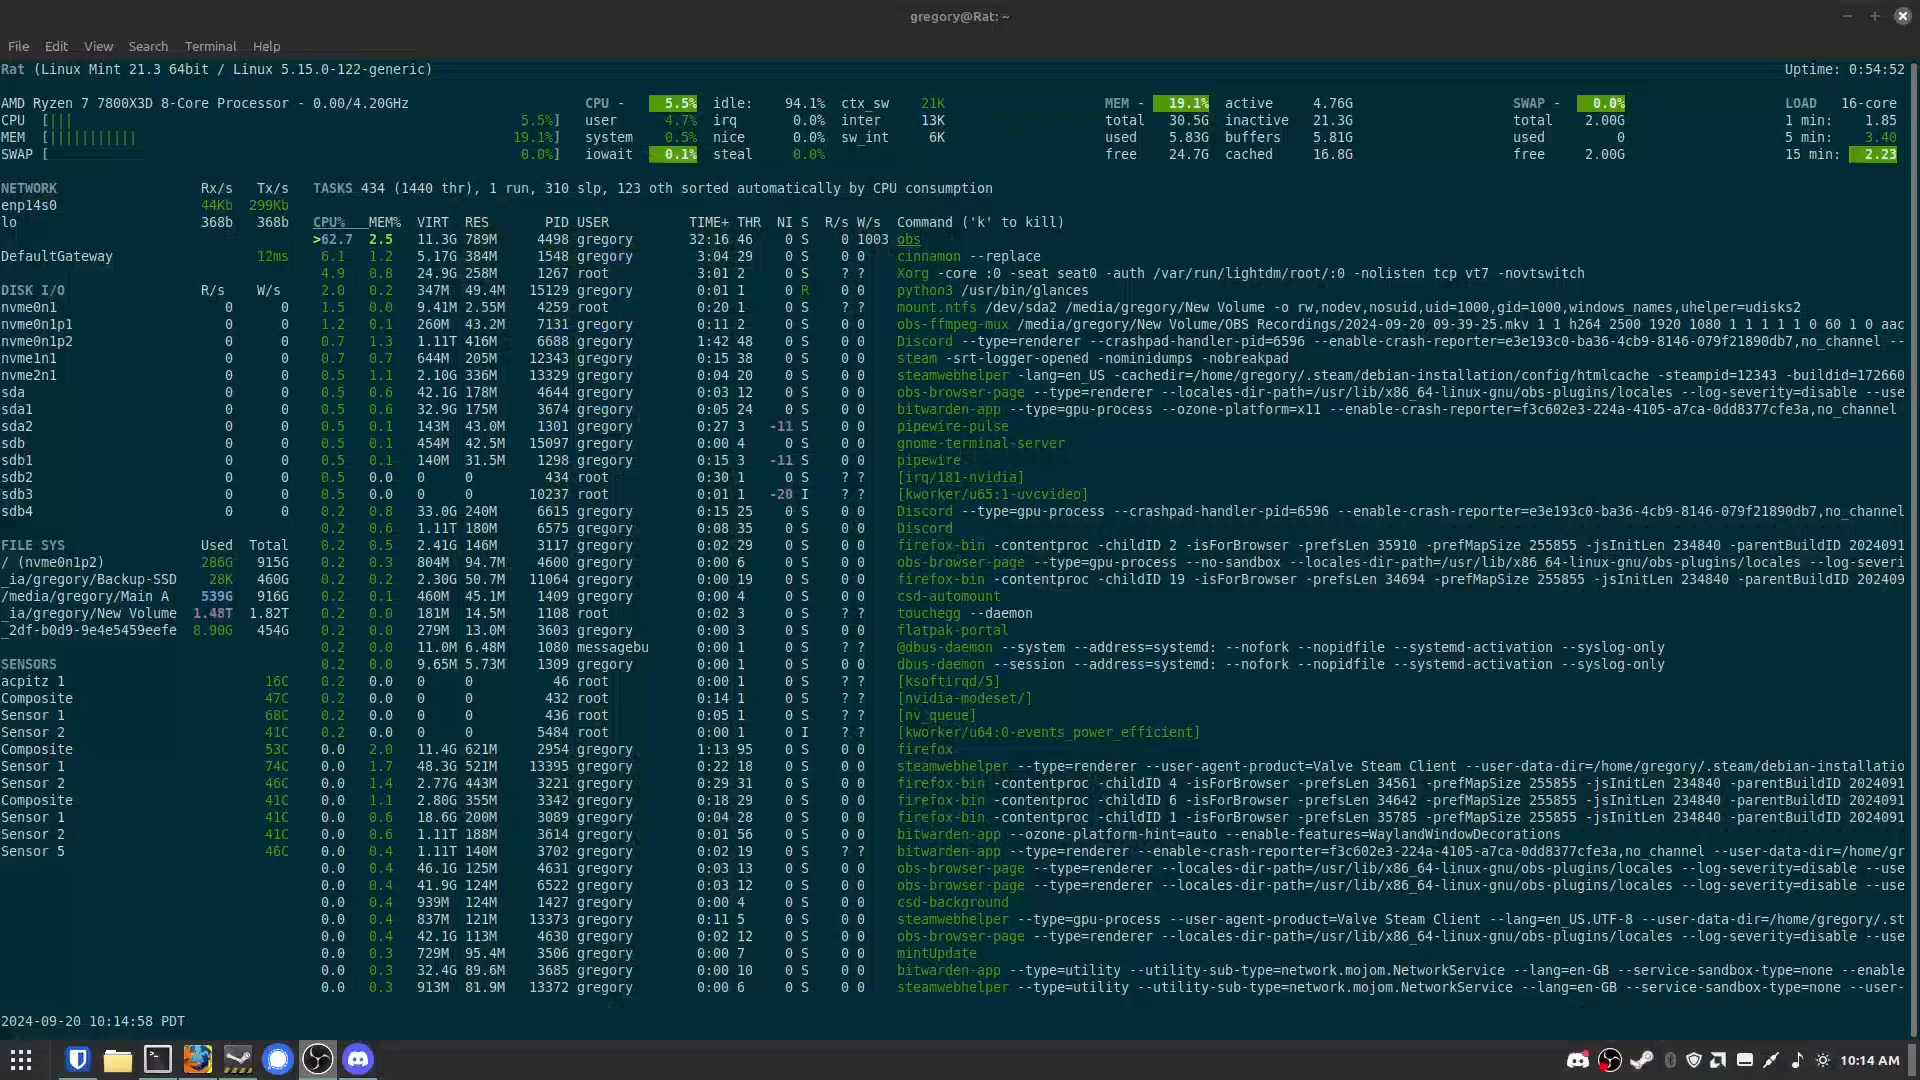 gregory@Rat: ~
File Edit View Search Terminal Help
Rat (Linux Mint 21.3 64bit / Linux 5.15.0-122-generic) Uptime: 0:54:52
AMD Ryzen 7 7800X3D 8-Core Processor - 0.00/4.20GHz CPU - 5.5% idle: 94.1% ctx_sw 21K MEM - 19.1% active 4.76G SWAP - 0.0% LOAD 16-core
CPU [||| 5.5%] user 4.7% irq 0.0% inter 13K total 30.5G inactive 21.3G total 2.00G 1 min: 1.85
MEM [||||||||||| 19.1%] system 0.5% nice 0.0% sw_int 6K used 5.83G buffers 5.81G used 0 5 min: 3.40
SWAP [ 0.0%] iowait 0.1% steal 0.0% free 24.7G cached 16.8G free 2.00G 15 min: 2.23
NETWORK Rx/s Tx/s TASKS 434 (1440 thr), 1 run, 310 slp, 123 oth sorted automatically by CPU consumption
enp14s0 44Kb 299Kb
lo 368b 368b CPU% MEM% VIRT RES PID USER TIME+ THR NI S R/s W/s Command ('k' to kill)
>62.7 2.5 11.3G 789M 4498 gregory 32:16 46 0 S 0 1003 obs
DefaultGateway 12ms 6.1 1.2 5.17G 384M 1548 gregory 3:04 29 0 S 0 0 cinnamon --replace
4.9 0.8 24.9G 258M 1267 root 3:01 2 0 S ? ? Xorg -core :0 -seat seat0 -auth /var/run/lightdm/root/:0 -nolisten tcp vt7 -novtswitch
DISK I/O R/s W/s 2.0 0.2 347M 49.4M 15129 gregory 0:01 1 0 R 0 0 python3 /usr/bin/glances
nvme0n1 0 0 1.5 0.0 9.41M 2.55M 4259 root 0:20 1 0 S ? ? mount.ntfs /dev/sda2 /media/gregory/New Volume -o rw,nodev,nosuid,uid=1000,gid=1000,windows_names,uhelper=udisks2
nvme0n1p1 0 0 1.2 0.1 260M 43.2M 7131 gregory 0:11 2 0 S 0 0 obs-ffmpeg-mux /media/gregory/New Volume/OBS Recordings/2024-09-20 09-39-25.mkv 1 1 h264 2500 1920 1080 1 1 1 1 1 0 60 1 0 aac
nvme0n1p2 0 0 0.7 1.3 1.11T 416M 6688 gregory 1:42 48 0 S 0 0 Discord --type=renderer --crashpad-handler-pid=6596 --enable-crash-reporter=e3e193c0-ba36-4cb9-8146-079f21890db7,no_channel --
nvme1n1 0 0 0.7 0.7 644M 205M 12343 gregory 0:15 38 0 S 0 0 steam -srt-logger-opened -nominidumps -nobreakpad
nvme2n1 0 0 0.5 1.1 2.10G 336M 13329 gregory 0:04 20 0 S 0 0 steamwebhelper -lang=en_US -cachedir=/home/gregory/.steam/debian-installation/config/htmlcache -steampid=12343 -buildid=172660
sda 0 0 0.5 0.6 42.1G 178M 4644 gregory 0:03 12 0 S 0 0 obs-browser-page --type=renderer --locales-dir-path=/usr/lib/x86_64-linux-gnu/obs-plugins/locales --log-severity=disable --use
sda1 0 0 0.5 0.6 32.9G 175M 3674 gregory 0:05 24 0 S 0 0 bitwarden-app --type=gpu-process --ozone-platform=x11 --enable-crash-reporter=f3c602e3-224a-4105-a7ca-0dd8377cfe3a,no_channel
sda2 0 0 0.5 0.1 143M 43.0M 1301 gregory 0:27 3 -11 S 0 0 pipewire-pulse
sdb 0 0 0.5 0.1 454M 42.5M 15097 gregory 0:00 4 0 S 0 0 gnome-terminal-server
sdb1 0 0 0.5 0.1 140M 31.5M 1298 gregory 0:15 3 -11 S 0 0 pipewire
sdb2 0 0 0.5 0.0 0 0 434 root 0:30 1 0 S ? ? [irq/181-nvidia]
sdb3 0 0 0.5 0.0 0 0 10237 root 0:01 1 -20 I ? ? [kworker/u65:1-uvcvideo]
sdb4 0 0 0.2 0.8 33.0G 240M 6615 gregory 0:15 25 0 S 0 0 Discord --type=gpu-process --crashpad-handler-pid=6596 --enable-crash-reporter=e3e193c0-ba36-4cb9-8146-079f21890db7,no_channel
0.2 0.6 1.11T 180M 6575 gregory 0:08 35 0 S 0 0 Discord
FILE SYS Used Total 0.2 0.5 2.41G 146M 3117 gregory 0:02 29 0 S 0 0 firefox-bin -contentproc -childID 2 -isForBrowser -prefsLen 35910 -prefMapSize 255855 -jsInitLen 234840 -parentBuildID 2024091
/ (nvme0n1p2) 286G 915G 0.2 0.3 804M 94.7M 4600 gregory 0:00 6 0 S 0 0 obs-browser-page --type=gpu-process --no-sandbox --locales-dir-path=/usr/lib/x86_64-linux-gnu/obs-plugins/locales --log-severi
_ia/gregory/Backup-SSD 28K 460G 0.2 0.2 2.30G 50.7M 11064 gregory 0:00 19 0 S 0 0 firefox-bin -contentproc -childID 19 -isForBrowser -prefsLen 34694 -prefMapSize 255855 -jsInitLen 234840 -parentBuildID 202409
/media/gregory/Main A 539G 916G 0.2 0.1 460M 45.1M 1409 gregory 0:00 4 0 S 0 0 csd-automount
_ia/gregory/New Volume 1.48T 1.82T 0.2 0.0 181M 14.5M 1108 root 0:02 3 0 S ? ? touchegg --daemon
_2df-b0d9-9e4e5459eefe 8.90G 454G 0.2 0.0 279M 13.0M 3603 gregory 0:00 3 0 S 0 0 flatpak-portal
0.2 0.0 11.0M 6.48M 1080 messagebu 0:00 1 0 S ? ? @dbus-daemon --system --address=systemd: --nofork --nopidfile --systemd-activation --syslog-only
SENSORS 0.2 0.0 9.65M 5.73M 1309 gregory 0:00 1 0 S 0 0 dbus-daemon --session --address=systemd: --nofork --nopidfile --systemd-activation --syslog-only
acpitz 1 16C 0.2 0.0 0 0 46 root 0:00 1 0 S ? ? [ksoftirqd/5]
Composite 47C 0.2 0.0 0 0 432 root 0:14 1 0 S ? ? [nvidia-modeset/]
Sensor 1 68C 0.2 0.0 0 0 436 root 0:05 1 0 S ? ? [nv_queue]
Sensor 2 41C 0.2 0.0 0 0 5484 root 0:00 1 0 I ? ? [kworker/u64:0-events_power_efficient]
Composite 53C 0.0 2.0 11.4G 621M 2954 gregory 1:13 95 0 S 0 0 firefox
Sensor 1 74C 0.0 1.7 48.3G 521M 13395 gregory 0:22 18 0 S 0 0 steamwebhelper --type=renderer --user-agent-product=Valve Steam Client --user-data-dir=/home/gregory/.steam/debian-installatio
Sensor 2 46C 0.0 1.4 2.77G 443M 3221 gregory 0:29 31 0 S 0 0 firefox-bin -contentproc -childID 4 -isForBrowser -prefsLen 34561 -prefMapSize 255855 -jsInitLen 234840 -parentBuildID 2024091
Composite 41C 0.0 1.1 2.80G 355M 3342 gregory 0:18 29 0 S 0 0 firefox-bin -contentproc -childID 6 -isForBrowser -prefsLen 34642 -prefMapSize 255855 -jsInitLen 234840 -parentBuildID 2024091
Sensor 1 41C 0.0 0.6 18.6G 200M 3089 gregory 0:04 28 0 S 0 0 firefox-bin -contentproc -childID 1 -isForBrowser -prefsLen 35785 -prefMapSize 255855 -jsInitLen 234840 -parentBuildID 2024091
Sensor 2 41C 0.0 0.6 1.11T 188M 3614 gregory 0:01 56 0 S ? ? bitwarden-app --ozone-platform-hint=auto --enable-features=WaylandWindowDecorations
Sensor 5 46C 0.0 0.4 1.11T 140M 3702 gregory 0:02 19 0 S ? ? bitwarden-app --type=renderer --enable-crash-reporter=f3c602e3-224a-4105-a7ca-0dd8377cfe3a,no_channel --user-data-dir=/home/gr
0.0 0.4 46.1G 125M 4631 gregory 0:03 13 0 S 0 0 obs-browser-page --type=renderer --locales-dir-path=/usr/lib/x86_64-linux-gnu/obs-plugins/locales --log-severity=disable --use
0.0 0.4 41.9G 124M 6522 gregory 0:03 12 0 S 0 0 obs-browser-page --type=renderer --locales-dir-path=/usr/lib/x86_64-linux-gnu/obs-plugins/locales --log-severity=disable --use
0.0 0.4 939M 124M 1427 gregory 0:00 4 0 S 0 0 csd-background
0.0 0.4 837M 121M 13373 gregory 0:11 5 0 S 0 0 steamwebhelper --type=gpu-process --user-agent-product=Valve Steam Client --lang=en_US.UTF-8 --user-data-dir=/home/gregory/.st
0.0 0.4 42.1G 113M 4630 gregory 0:02 12 0 S 0 0 obs-browser-page --type=renderer --locales-dir-path=/usr/lib/x86_64-linux-gnu/obs-plugins/locales --log-severity=disable --use
0.0 0.3 729M 95.4M 3506 gregory 0:00 7 0 S 0 0 mintUpdate
0.0 0.3 32.4G 89.6M 3685 gregory 0:00 10 0 S 0 0 bitwarden-app --type=utility --utility-sub-type=network.mojom.NetworkService --lang=en-GB --service-sandbox-type=none --enable
0.0 0.3 913M 81.9M 13372 gregory 0:00 6 0 S 0 0 steamwebhelper --type=utility --utility-sub-type=network.mojom.NetworkService --lang=en-GB --service-sandbox-type=none --user-
2024-09-20 10:14:58 PDT
10:14 AM